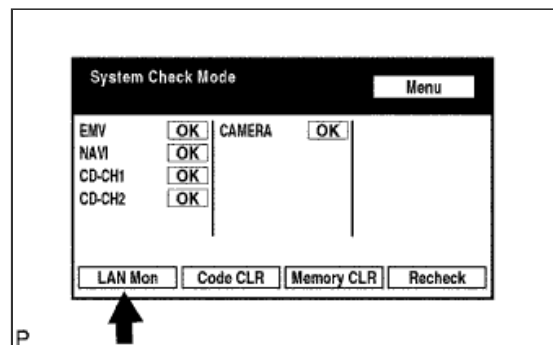 System Check Mode
Menu
EMV OK CAMERA OK
NAVI OK
CD-CH1 OK
CD-CH2 OK
LAN Mon Code CLR Memory CLR Recheck
P